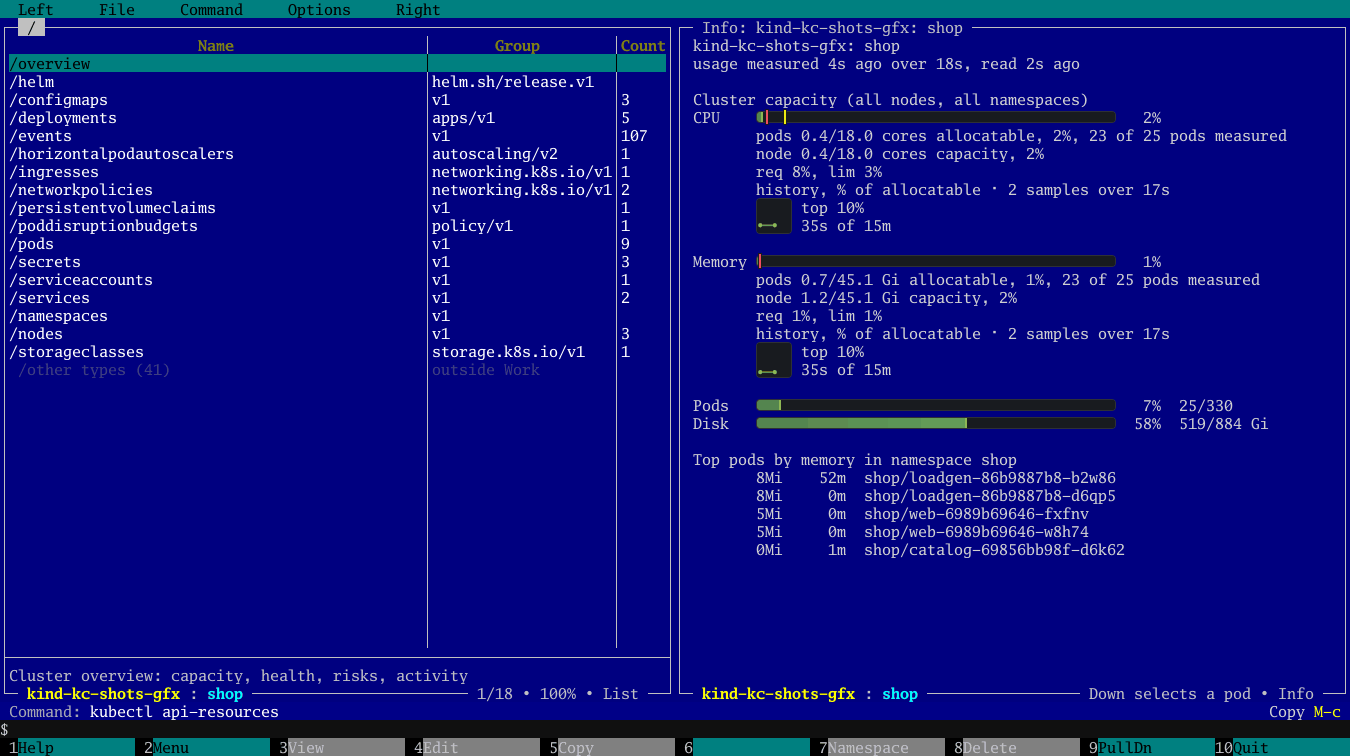 Left File Command Options Right
/
Name Group Count
/overview
/helm helm.sh/release.v1
/configmaps v1 3
/deployments apps/v1 5
/events v1 107
/horizontalpodautoscalers autoscaling/v2 1
/ingresses networking.k8s.io/v1 1
/networkpolicies networking.k8s.io/v1 2
/persistentvolumeclaims v1 1
/poddisruptionbudgets policy/v1 1
/pods v1 9
/secrets v1 3
/serviceaccounts v1 1
/services v1 2
/namespaces v1
/nodes v1 3
/storageclasses storage.k8s.io/v1 1
/other types (41) outside Work
Cluster overview: capacity, health, risks, activity
kind-kc-shots-gfx : shop 1/18 • 100% • List
Info: kind-kc-shots-gfx: shop
kind-kc-shots-gfx: shop
usage measured 4s ago over 18s, read 2s ago
Cluster capacity (all nodes, all namespaces)
CPU 2%
pods 0.4/18.0 cores allocatable, 2%, 23 of 25 pods measured
node 0.4/18.0 cores capacity, 2%
req 8%, lim 3%
history, % of allocatable · 2 samples over 17s
top 10%
35s of 15m
Memory 1%
pods 0.7/45.1 Gi allocatable, 1%, 23 of 25 pods measured
node 1.2/45.1 Gi capacity, 2%
req 1%, lim 1%
history, % of allocatable · 2 samples over 17s
top 10%
35s of 15m
Pods 7% 25/330
Disk 58% 519/884 Gi
Top pods by memory in namespace shop
8Mi 52m shop/loadgen-86b9887b8-b2w86
8Mi 0m shop/loadgen-86b9887b8-d6qp5
5Mi 0m shop/web-6989b69646-fxfnv
5Mi 0m shop/web-6989b69646-w8h74
0Mi 1m shop/catalog-69856bb98f-d6k62
kind-kc-shots-gfx : shop Down selects a pod • Info
Command: kubectl api-resources Copy M-c
$
1Help 2Menu 3View 4Edit 5Copy 6 7Namespace 8Delete 9PullDn 10Quit